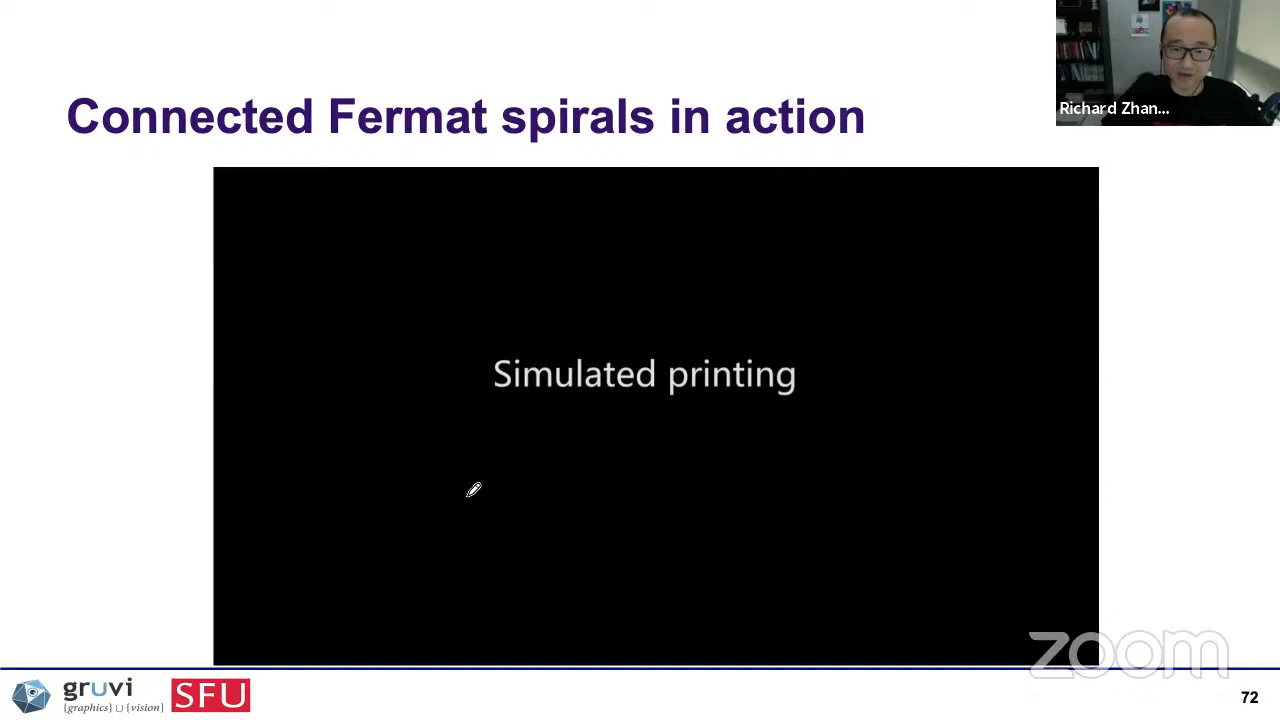 Connected Fermat spirals in action
Richard Zhan...
Simulated printing
zoom
gruvi
{graphics} ∪ {vision}
SFU
72